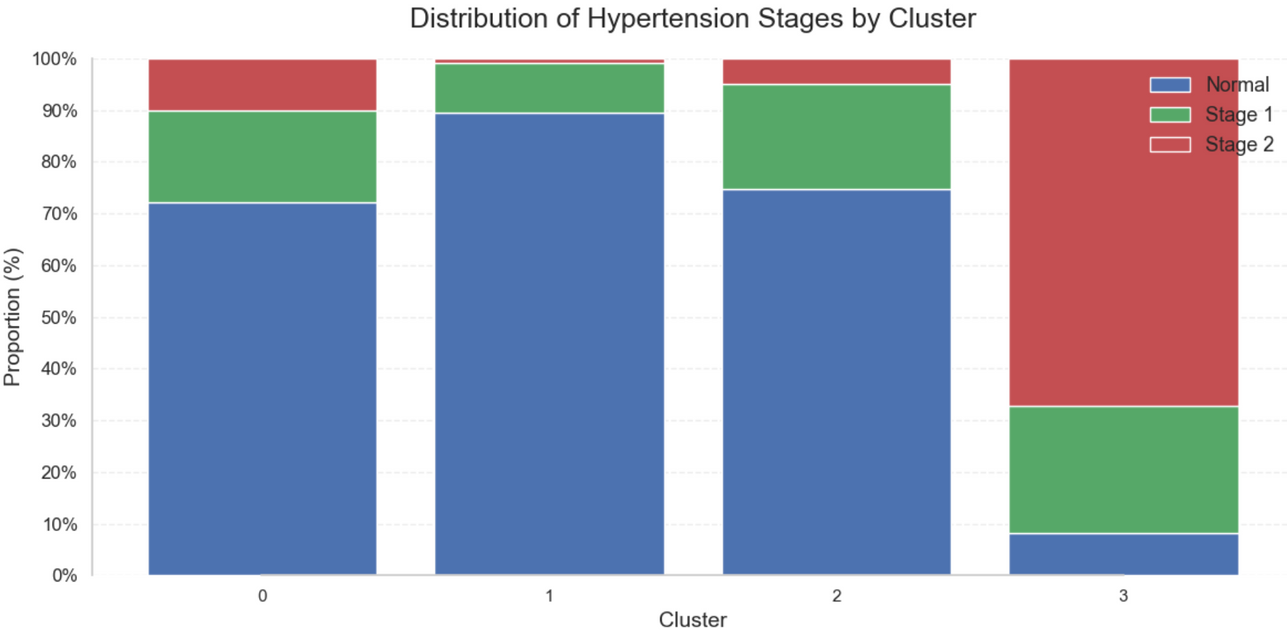 Distribution of Hypertension Stages by Cluster
100%
90%
80%
70%
60%
50%
40%
30%
20%
10%
0%
Proportion (%)
Normal
Stage 1
Stage 2
0
1
2
3
Cluster